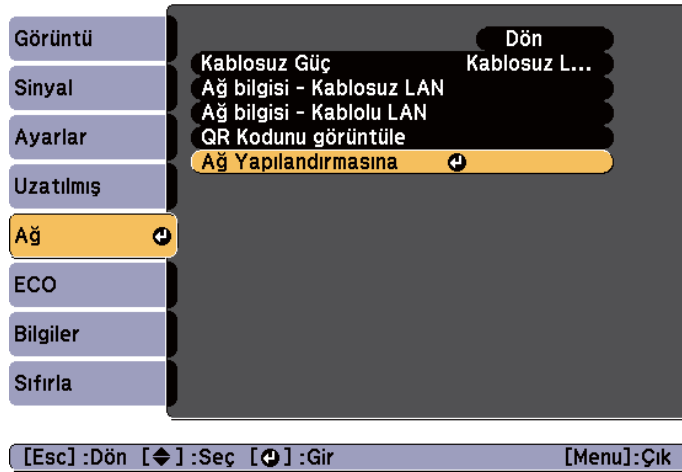 Görüntü
Sinyal
Ayarlar
Uzatılmış
Ağ
ECO
Bilgiler
Sıfırla
Dön
Kablosuz Güç Kablosuz L...
Ağ bilgisi - Kablosuz LAN
Ağ bilgisi - Kablolu LAN
QR Kodunu görüntüle
Ağ Yapılandırmasına
[Esc] :Dön [◆] :Seç [⏎] :Gir [Menu]:Çık